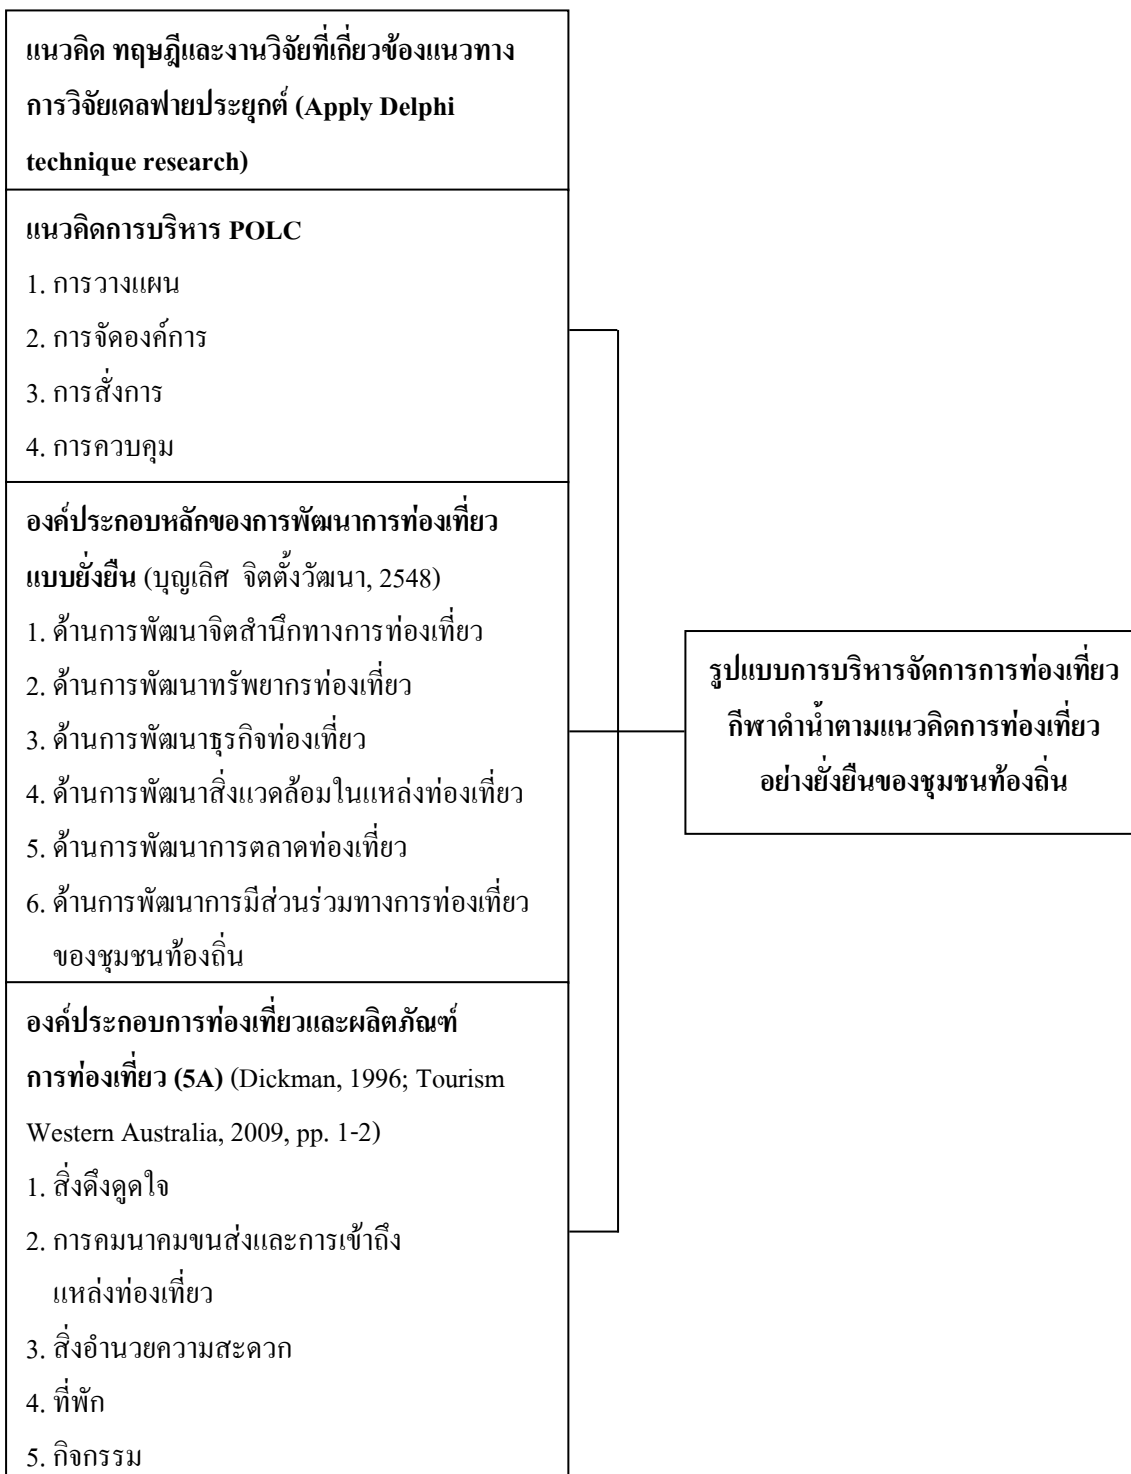 แนวคิด ทฤษฎีและงานวิจัยที่เกี่ยวข้องแนวทาง
การวิจัยเดลฟายประยุกต์ (Apply Delphi
technique research)
แนวคิดการบริหาร POLC
1. การวางแผน
2. การจัดองค์การ
3. การสั่งการ
4. การควบคุม
องค์ประกอบหลักของการพัฒนาการท่องเที่ยว
แบบยั่งยืน (บุญเลิศ จิตตั้งวัฒนา, 2548)
1. ด้านการพัฒนาจิตสำนึกทางการท่องเที่ยว
2. ด้านการพัฒนาทรัพยากรท่องเที่ยว
3. ด้านการพัฒนาธุรกิจท่องเที่ยว
4. ด้านการพัฒนาสิ่งแวดล้อมในแหล่งท่องเที่ยว
5. ด้านการพัฒนาการตลาดท่องเที่ยว
6. ด้านการพัฒนาการมีส่วนร่วมทางการท่องเที่ยว
ของชุมชนท้องถิ่น
องค์ประกอบการท่องเที่ยวและผลิตภัณฑ์
การท่องเที่ยว (5A) (Dickman, 1996; Tourism
Western Australia, 2009, pp. 1-2)
1. สิ่งดึงดูดใจ
2. การคมนาคมขนส่งและการเข้าถึง
แหล่งท่องเที่ยว
3. สิ่งอำนวยความสะดวก
4. ที่พัก
5. กิจกรรม
รูปแบบการบริหารจัดการการท่องเที่ยว
กีฬาดำน้ำตามแนวคิดการท่องเที่ยว
อย่างยั่งยืนของชุมชนท้องถิ่น